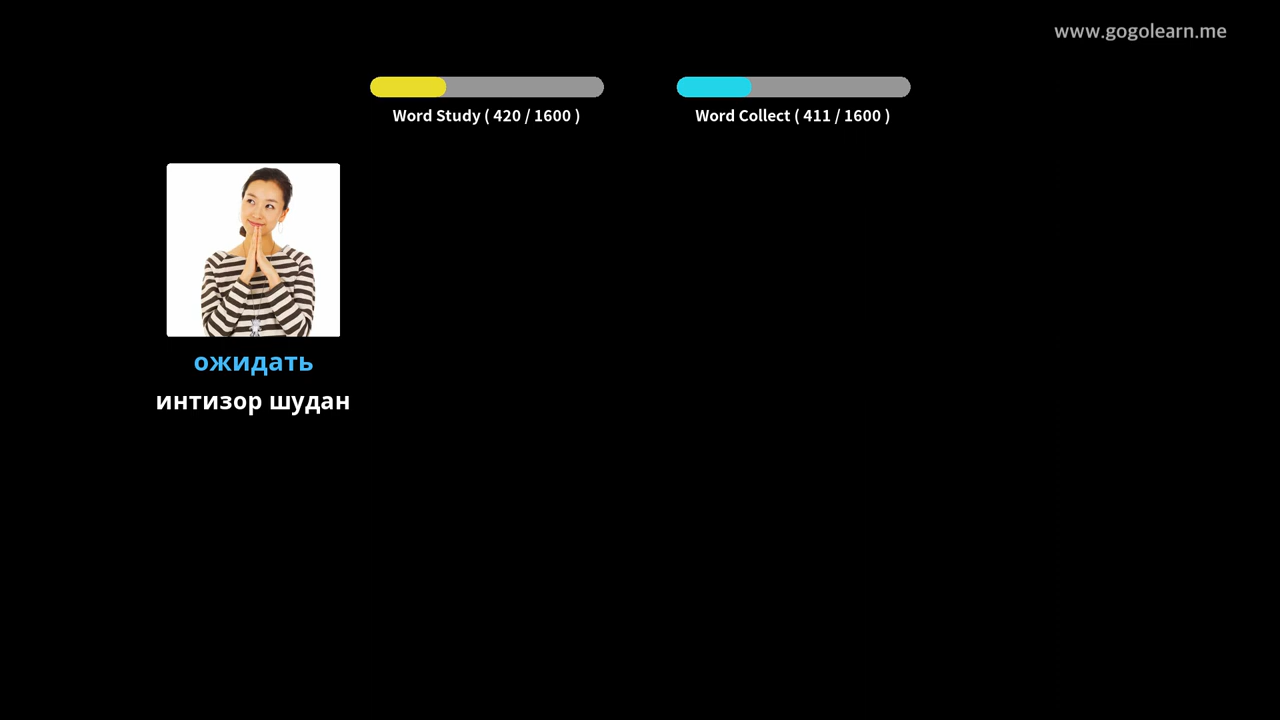 www.gogolearn.me
Word Study ( 420 / 1600 )
Word Collect ( 411 / 1600 )
ожидать
интизор шудан